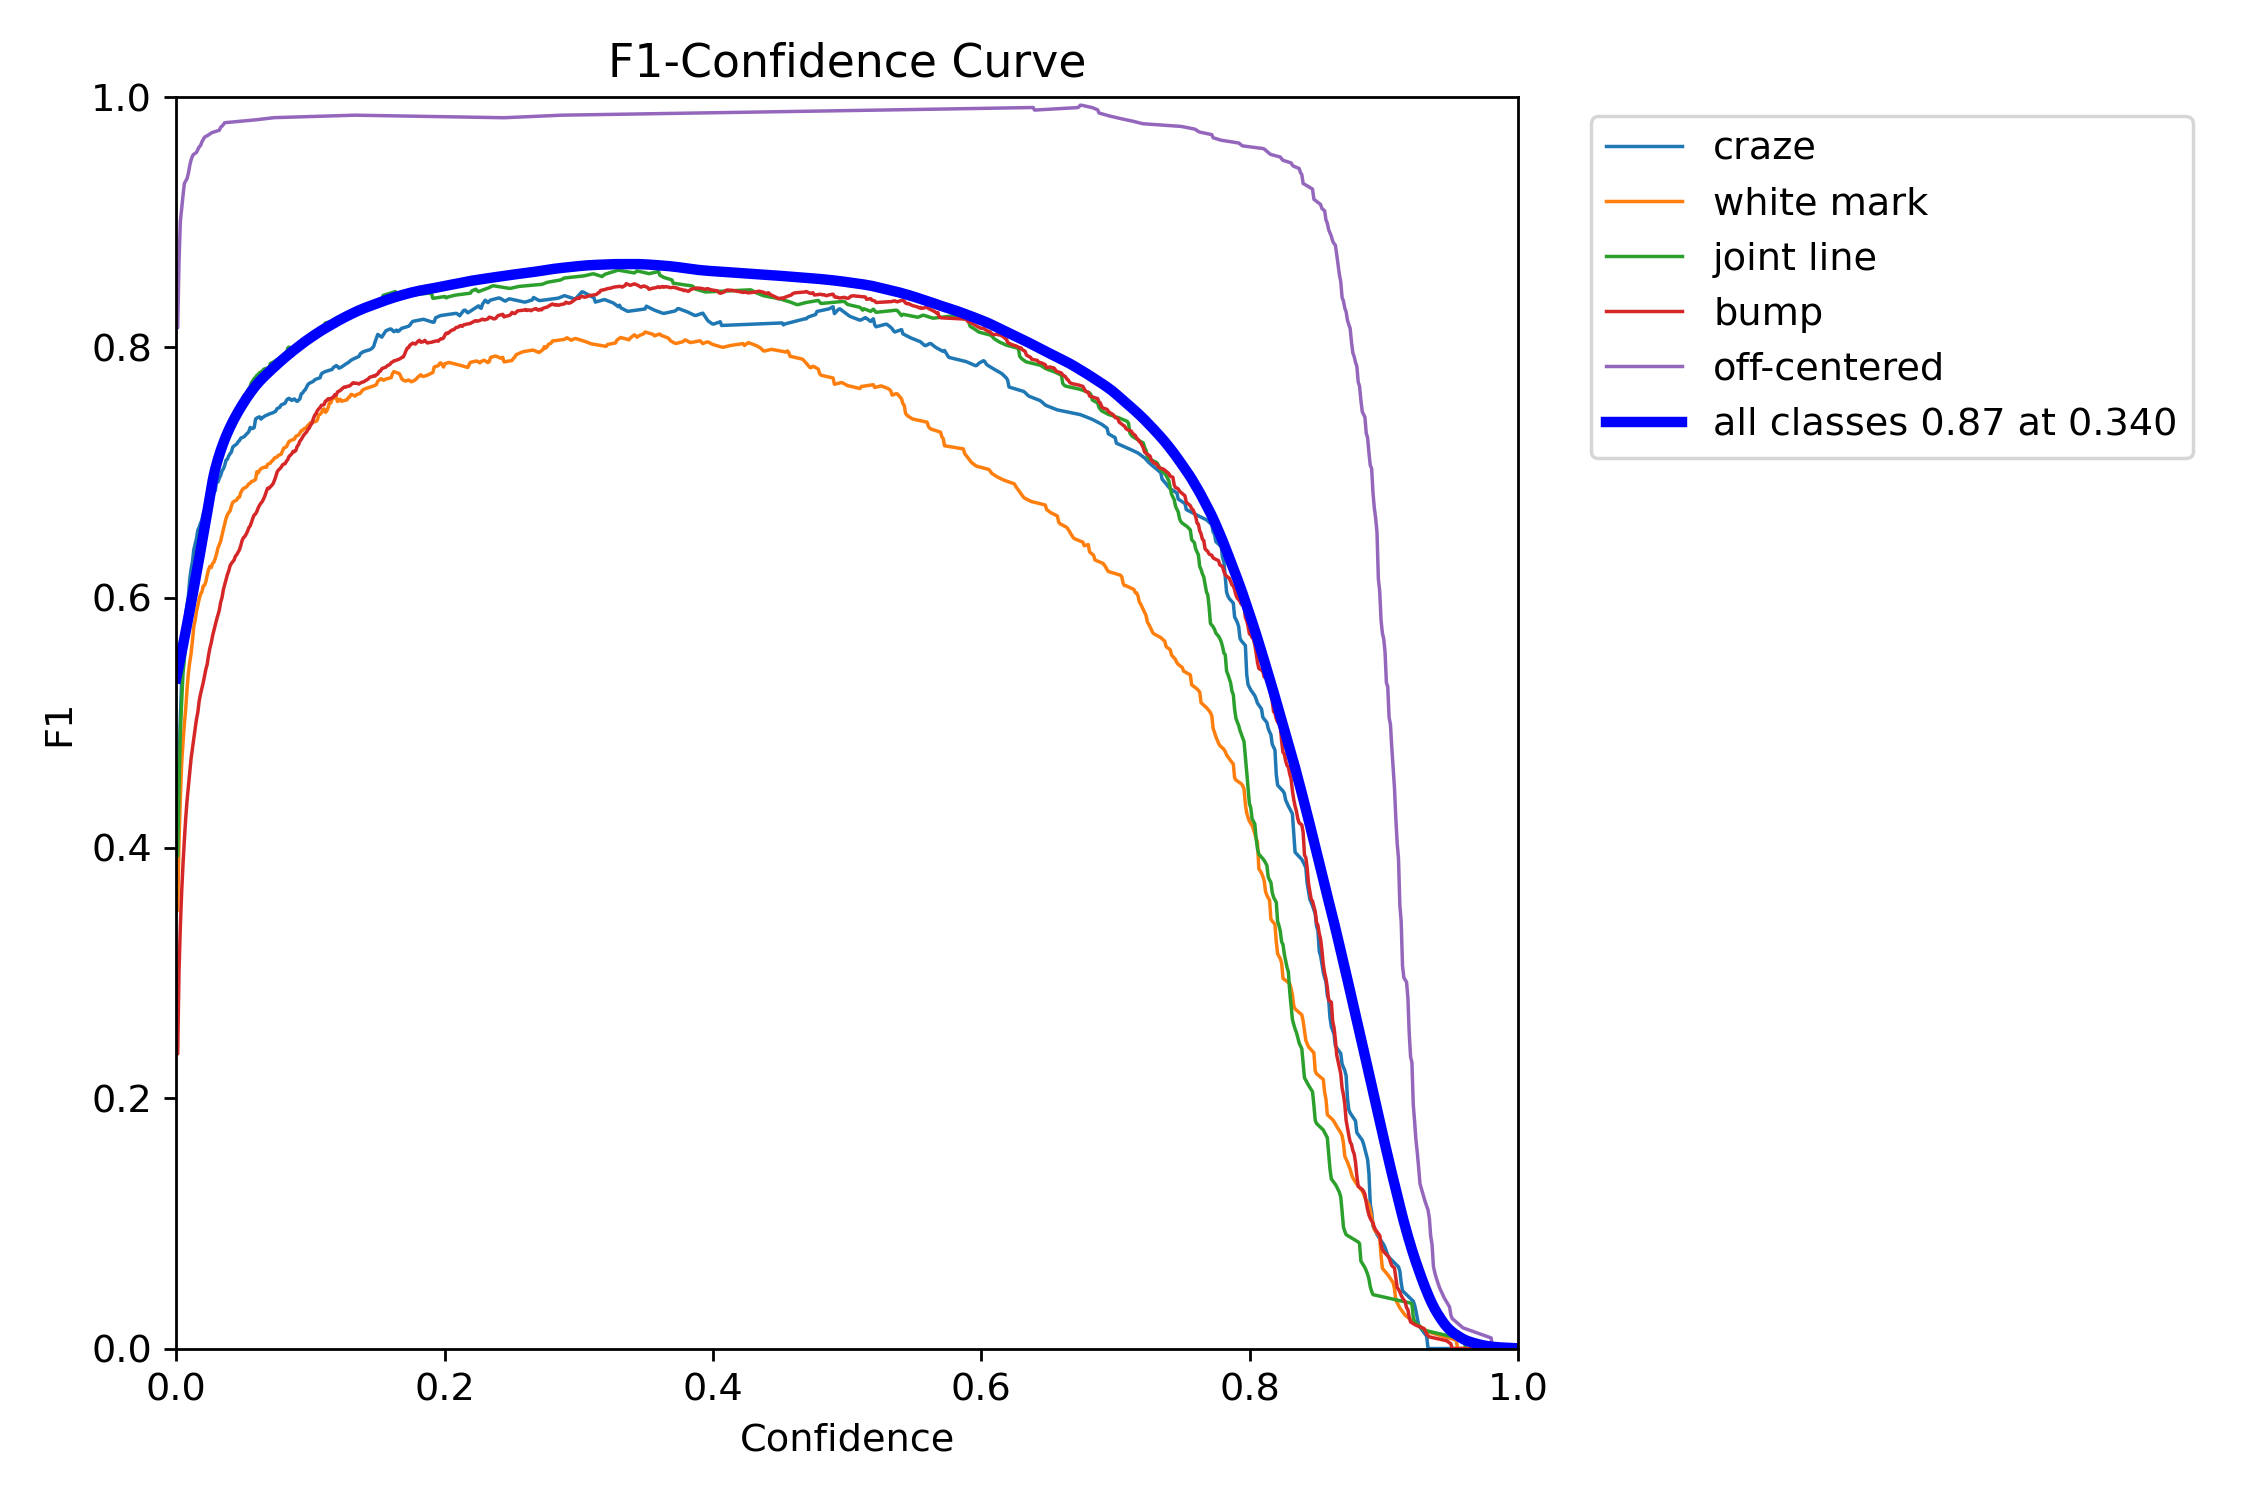 F1-Confidence Curve
1.0
0.8
0.6
0.4
0.2
0.0
F1
0.0 0.2 0.4 0.6 0.8 1.0
Confidence
craze
white mark
joint line
bump
off-centered
all classes 0.87 at 0.340